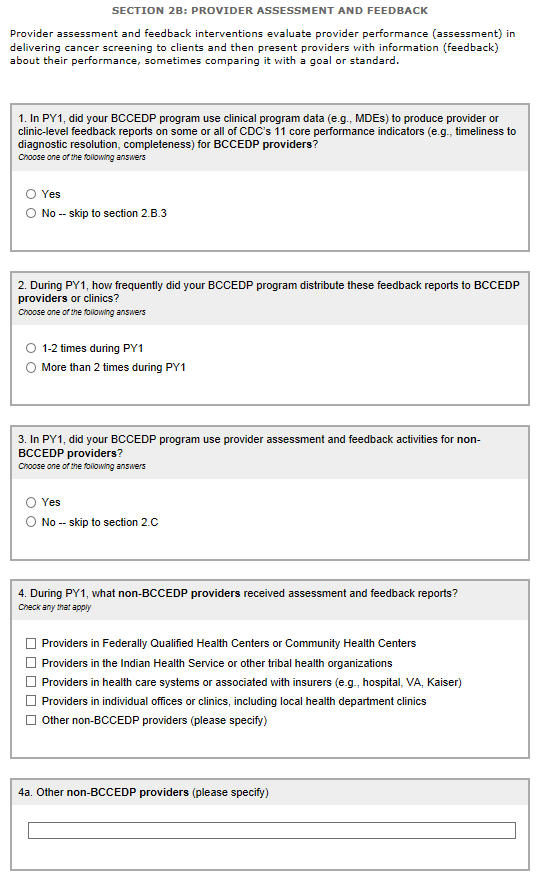 SECTION 2B: PROVIDER ASSESSMENT AND FEEDBACK
Provider assessment and feedback interventions evaluate provider performance (assessment) in
delivering cancer screening to clients and then present providers with information (feedback)
about their performance, sometimes comparing it with a goal or standard.
1. In PY1, did your BCCEDP program use clinical program data (e.g., MDEs) to produce provider or
clinic-level feedback reports on some or all of CDC's 11 core performance indicators (e.g., timeliness to
diagnostic resolution, completeness) for BCCEDP providers?
Choose one of the following answers
Yes
No -- skip to section 2.B.3
2. During PY1, how frequently did your BCCEDP program distribute these feedback reports to BCCEDP
providers or clinics?
Choose one of the following answers
1-2 times during PY1
More than 2 times during PY1
3. In PY1, did your BCCEDP program use provider assessment and feedback activities for non-
BCCEDP providers?
Choose one of the following answers
Yes
No -- skip to section 2.C
4. During PY1, what non-BCCEDP providers received assessment and feedback reports?
Check any that apply
Providers in Federally Qualified Health Centers or Community Health Centers
Providers in the Indian Health Service or other tribal health organizations
Providers in health care systems or associated with insurers (e.g., hospital, VA, Kaiser)
Providers in individual offices or clinics, including local health department clinics
Other non-BCCEDP providers (please specify)
4a. Other non-BCCEDP providers (please specify)